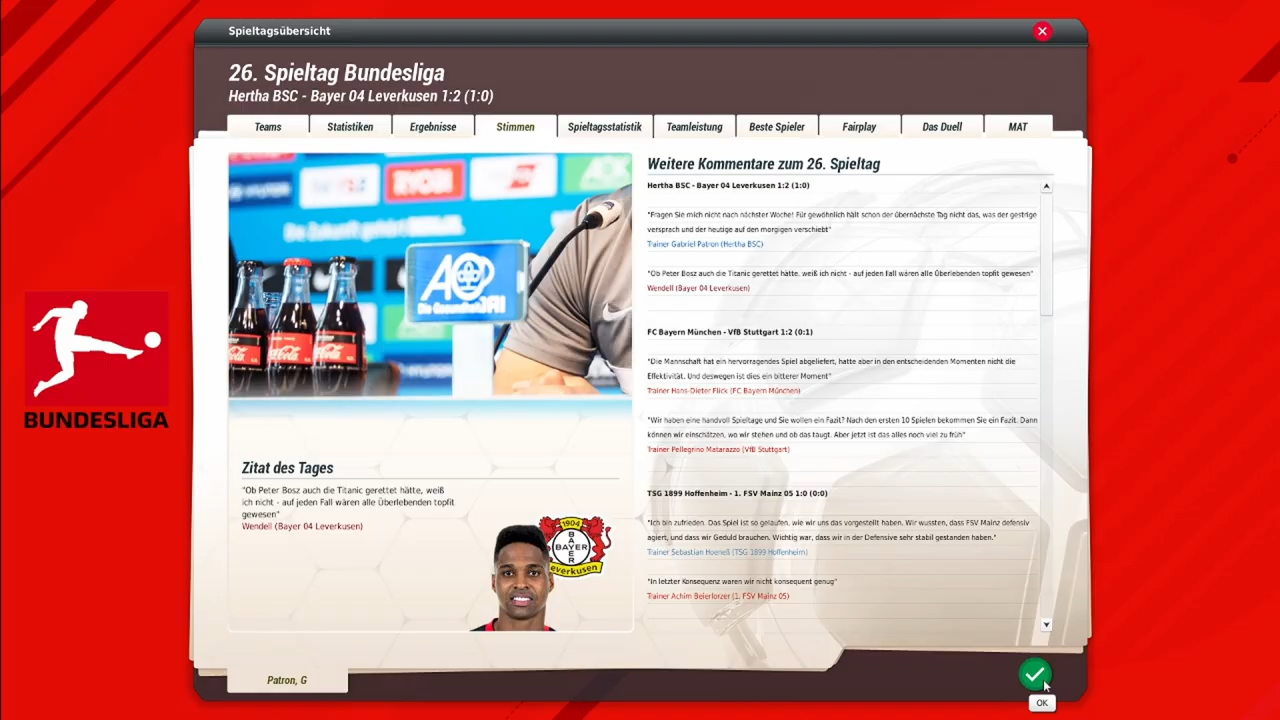 Spieltagsübersicht
26. Spieltag Bundesliga
Hertha BSC - Bayer 04 Leverkusen 1:2 (1:0)
Teams
Statistiken
Ergebnisse
Stimmen
Spieltagsstatistik
Teamleistung
Beste Spieler
Fairplay
Das Duell
MAT
RYOBI
Die Zukunft gehört
Die Gesundheit
Coca-Cola
Zitat des Tages
"Ob Peter Bosz auch die Titanic gerettet hätte, weiß
ich nicht - auf jeden Fall wären alle Überlebenden topfit
gewesen"
Wendell (Bayer 04 Leverkusen)
1904
BAYER
BAYER
everkusen
Weitere Kommentare zum 26. Spieltag
Hertha BSC - Bayer 04 Leverkusen 1:2 (1:0)
"Fragen Sie mich nicht nach nächster Woche! Für gewöhnlich hält schon der übernächste Tag nicht das, was der gestrige
versprach und der heutige auf den morgigen verschiebt"
Trainer Gabriel Patron (Hertha BSC)
"Ob Peter Bosz auch die Titanic gerettet hätte, weiß ich nicht - auf jeden Fall wären alle Überlebenden topfit gewesen"
Wendell (Bayer 04 Leverkusen)
FC Bayern München - VfB Stuttgart 1:2 (0:1)
"Die Mannschaft hat ein hervorragendes Spiel abgeliefert, hatte aber in den entscheidenden Momenten nicht die
Effektivität. Und deswegen ist dies ein bitterer Moment"
Trainer Hans-Dieter Flick (FC Bayern München)
"Wir haben eine handvoll Spieltage und Sie wollen ein Fazit? Nach den ersten 10 Spielen bekommen Sie ein Fazit. Dann
können wir einschätzen, wo wir stehen und ob das taugt. Aber jetzt ist das alles noch viel zu früh"
Trainer Pellegrino Matarazzo (VfB Stuttgart)
TSG 1899 Hoffenheim - 1. FSV Mainz 05 1:0 (0:0)
"Ich bin zufrieden. Das Spiel ist so gelaufen, wie wir uns das vorgestellt haben. Wir wussten, dass FSV Mainz defensiv
agiert, und dass wir Geduld brauchen. Wichtig war, dass wir in der Defensive sehr stabil gestanden haben."
Trainer Sebastian Hoeneß (TSG 1899 Hoffenheim)
"In letzter Konsequenz waren wir nicht konsequent genug"
Trainer Achim Beierlorzer (1. FSV Mainz 05)
BUNDESLIGA
Patron, G
OK